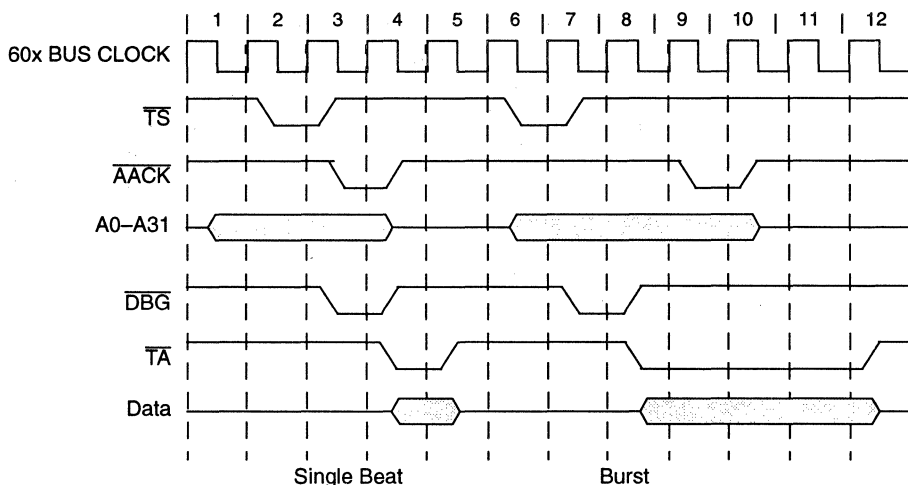 1 2 3 4 5 6 7 8 9 10 11 12
60x BUS CLOCK
TS
AACK
A0–A31
DBG
TA
Data
Single Beat Burst